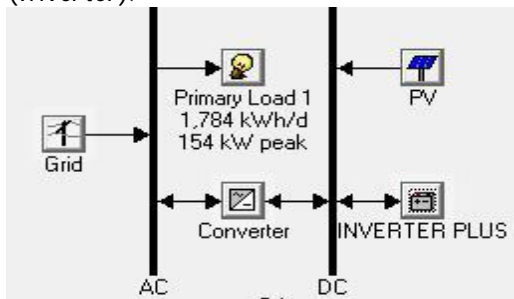 (inverter).
Primary Load 1
1,784 kWh/d
154 kW peak
PV
Grid
Converter
INVERTER PLUS
AC
DC